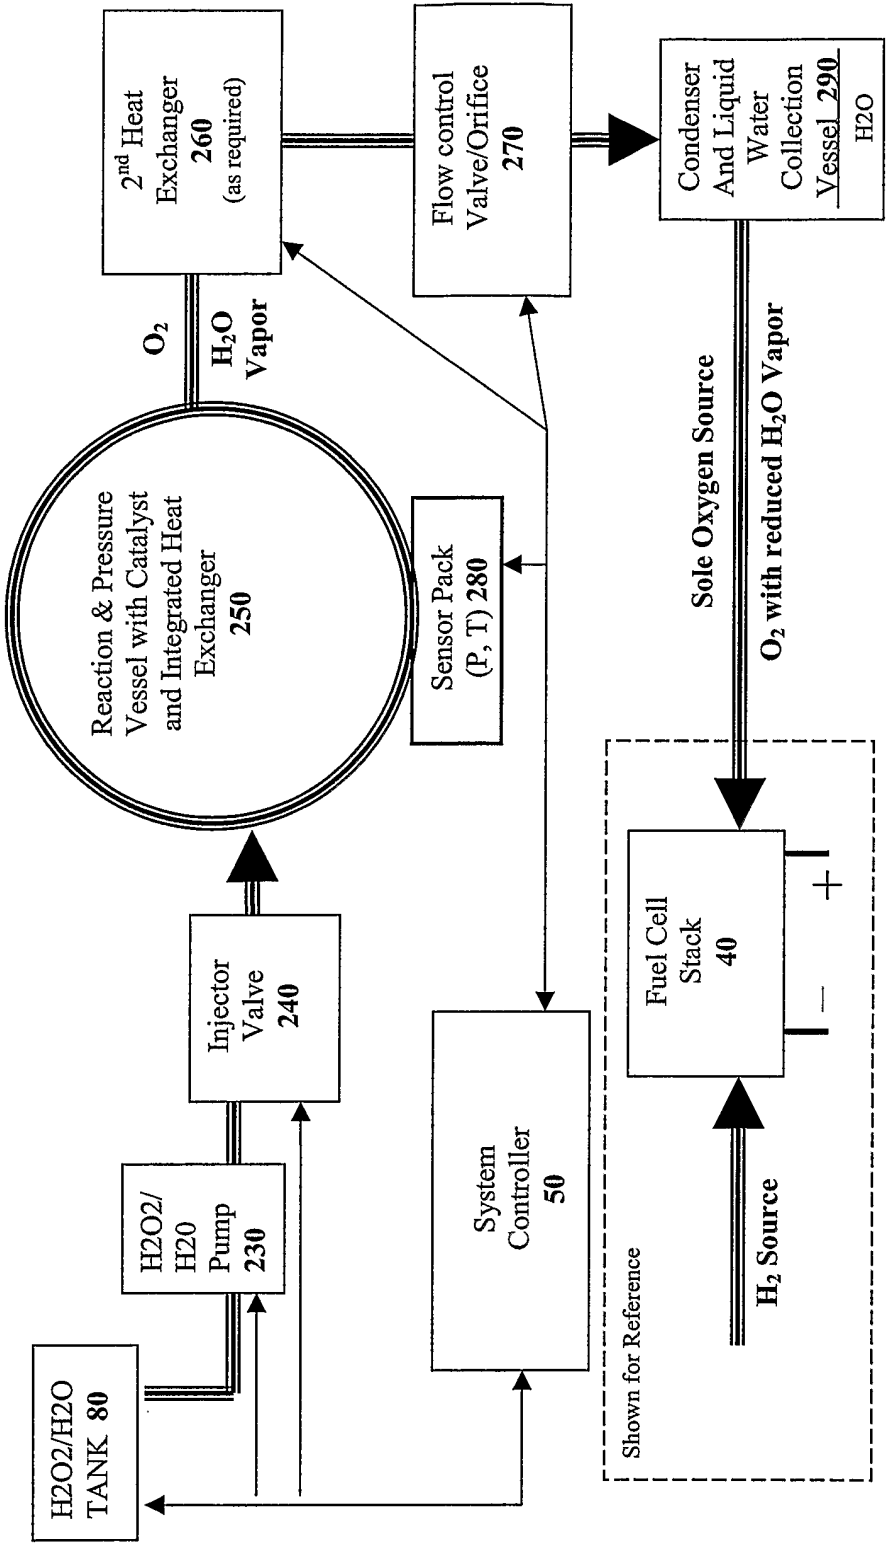 H2O2/H2O
TANK 80
H2O2/
H20
Pump
230
Injector
Valve
240
Reaction & Pressure
Vessel with Catalyst
and Integrated Heat
Exchanger
250
O₂
H₂O
Vapor
2nd Heat
Exchanger
260
(as required)
Sensor Pack
(P, T) 280
Flow control
Valve/Orifice
270
System
Controller
50
Condenser
And Liquid
Water
Collection
Vessel 290
H2O
Sole Oxygen Source
O₂ with reduced H₂O Vapor
Shown for Reference
H₂ Source
Fuel Cell
Stack
40
– +